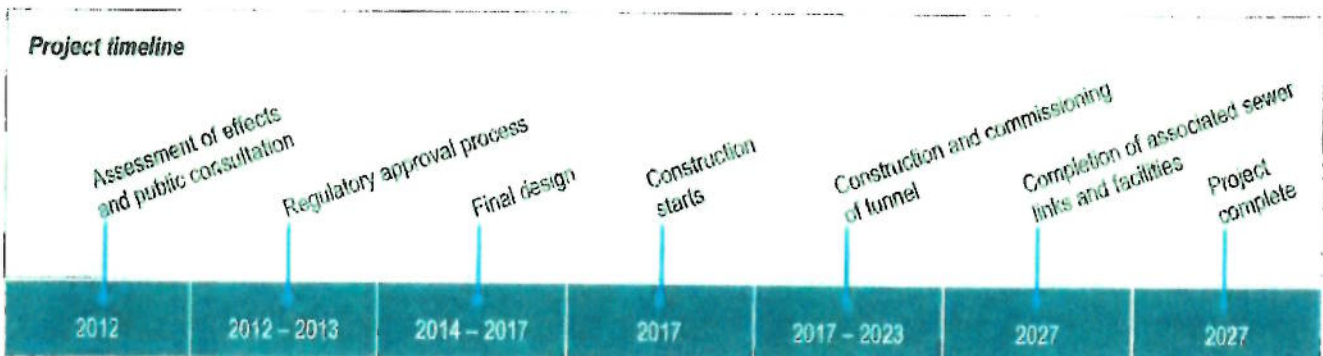 Project timeline
Assessment of effects
and public consultation
Regulatory approval process
Final design
Construction
starts
Construction and commissioning
of tunnel
Completion of associated sewer
links and facilities
Project
complete
2012
2012 – 2013
2014 – 2017
2017
2017 – 2023
2027
2027